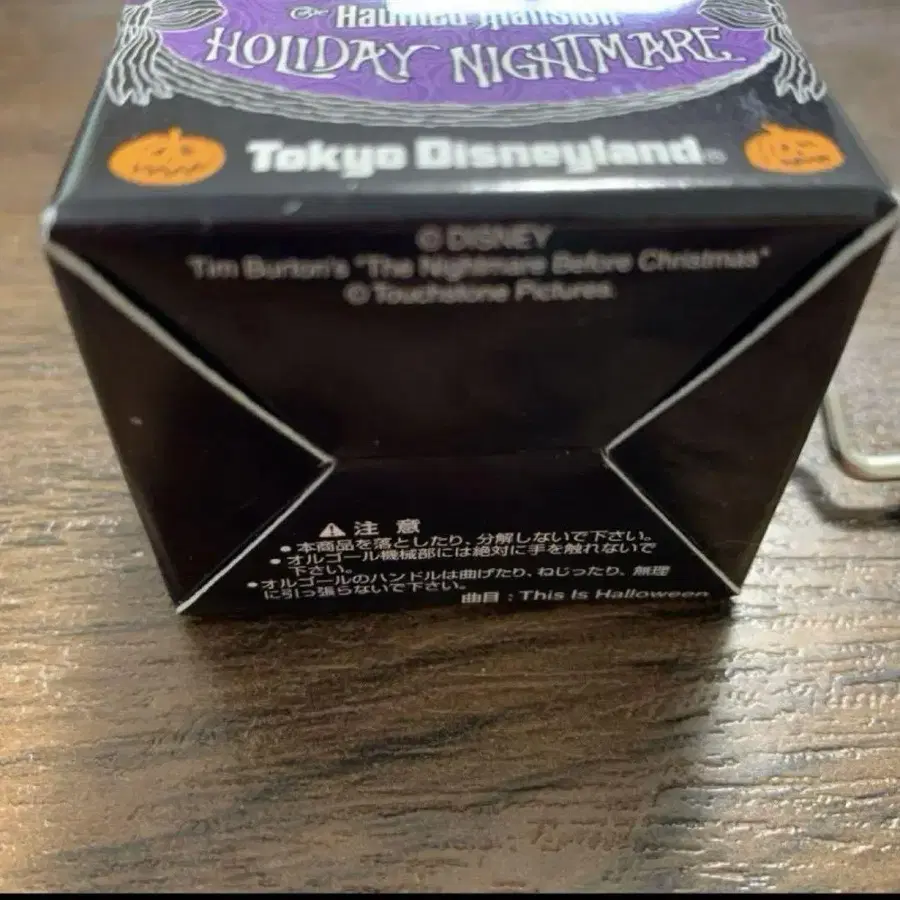 The Haunted Mansion
HOLIDAY NIGHTMARE
Tokyo Disneyland®
© DISNEY
Tim Burton's "The Nightmare Before Christmas"
© Touchstone Pictures.
⚠注 意
• 本商品を落としたり、分解しないで下さい。
• オルゴール機械部には絶対に手を触れないで
下さい。
• オルゴールのハンドルは曲げたり、ねじったり、無理
に引っ張らないで下さい。
曲目 : This Is Halloween